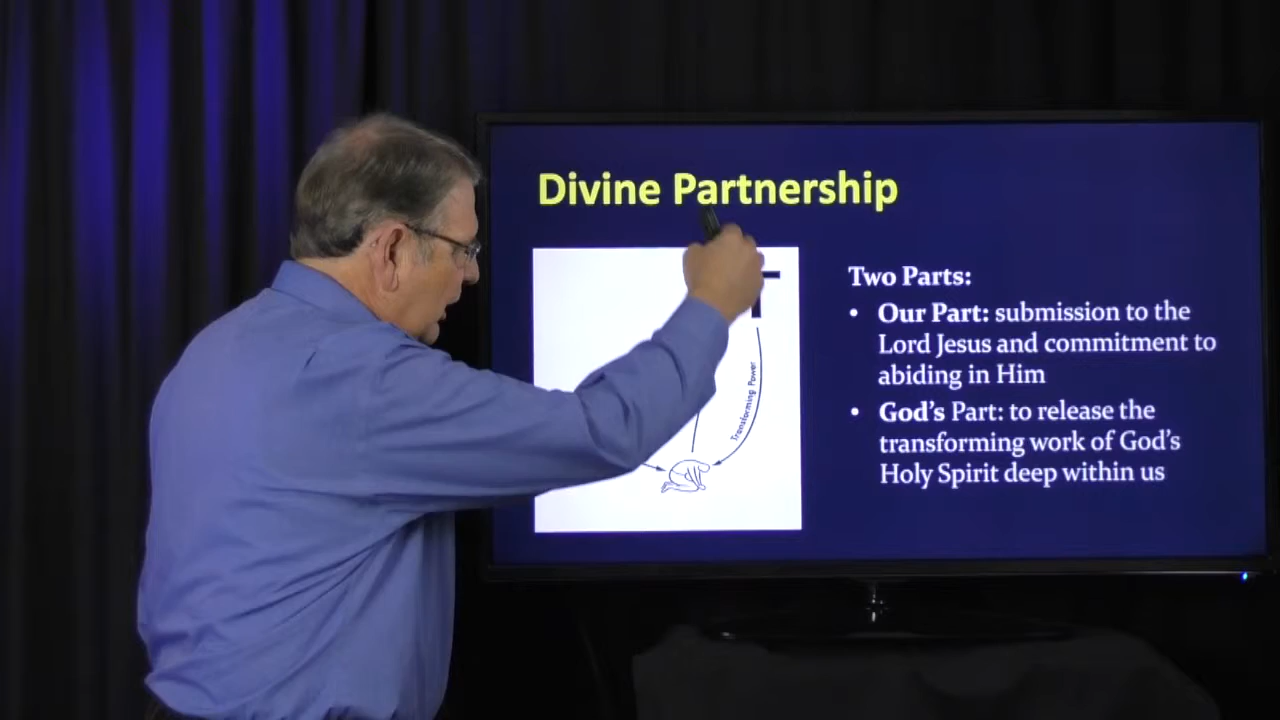 Divine Partnership
Transforming Power
Two Parts:
• Our Part: submission to the
Lord Jesus and commitment to
abiding in Him
• God's Part: to release the
transforming work of God's
Holy Spirit deep within us